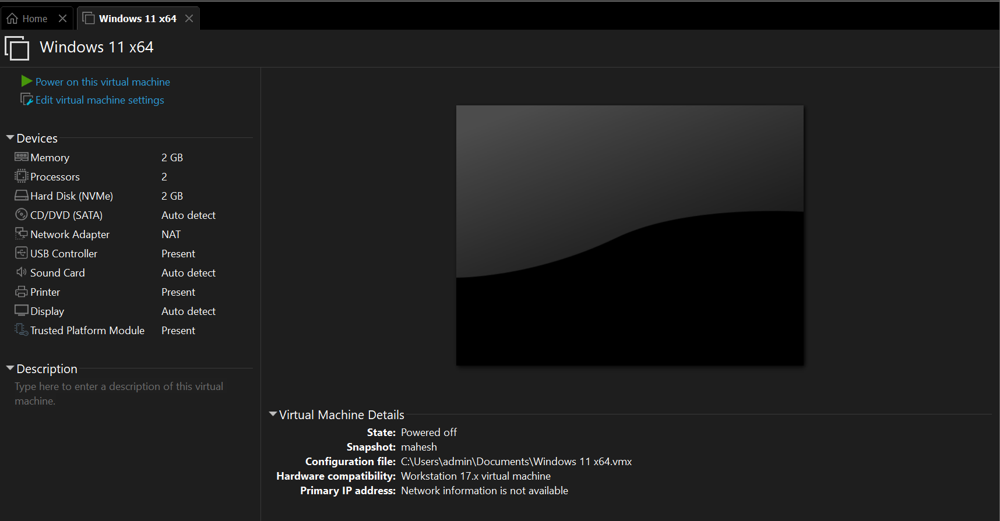 Home
Windows 11 x64
Windows 11 x64
Power on this virtual machine
Edit virtual machine settings
Devices
Memory 2 GB
Processors 2
Hard Disk (NVMe) 2 GB
CD/DVD (SATA) Auto detect
Network Adapter NAT
USB Controller Present
Sound Card Auto detect
Printer Present
Display Auto detect
Trusted Platform Module Present
Description
Type here to enter a description of this virtual
machine.
Virtual Machine Details
State: Powered off
Snapshot: mahesh
Configuration file: C:\Users\admin\Documents\Windows 11 x64.vmx
Hardware compatibility: Workstation 17.x virtual machine
Primary IP address: Network information is not available